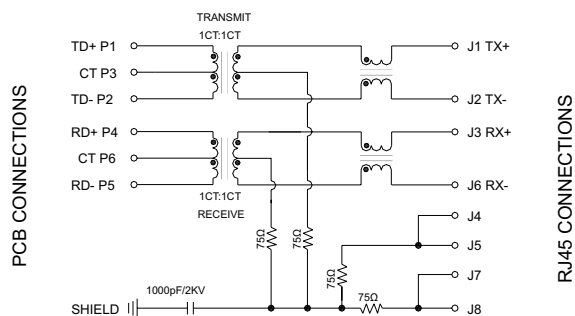 TRANSMIT
1CT:1CT
TD+ P1
CT P3
TD- P2
RD+ P4
CT P6
RD- P5
1CT:1CT
RECEIVE
J1 TX+
J2 TX-
J3 RX+
J6 RX-
J4
J5
J7
J8
75Ω
75Ω
75Ω
75Ω
1000pF/2KV
SHIELD
PCB CONNECTIONS
RJ45 CONNECTIONS